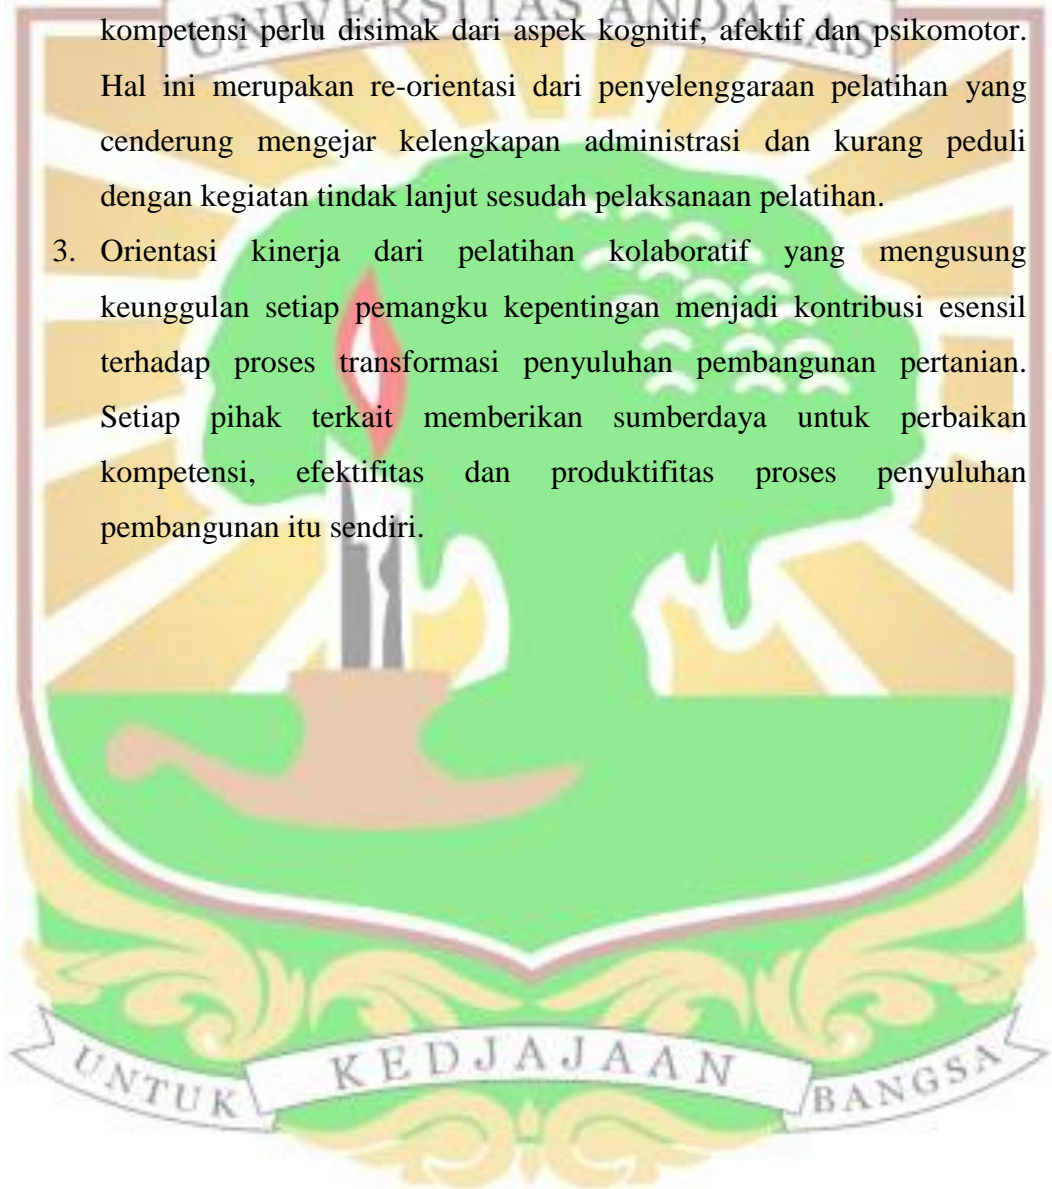 UNIVERSITAS ANDALAS
kompetensi perlu disimak dari aspek kognitif, afektif dan psikomotor.
Hal ini merupakan re-orientasi dari penyelenggaraan pelatihan yang
cenderung mengejar kelengkapan administrasi dan kurang peduli
dengan kegiatan tindak lanjut sesudah pelaksanaan pelatihan.
3. Orientasi kinerja dari pelatihan kolaboratif yang mengusung
keunggulan setiap pemangku kepentingan menjadi kontribusi esensil
terhadap proses transformasi penyuluhan pembangunan pertanian.
Setiap pihak terkait memberikan sumberdaya untuk perbaikan
kompetensi, efektifitas dan produktifitas proses penyuluhan
pembangunan itu sendiri.
UNTUK KEDJAJAAN BANGSA